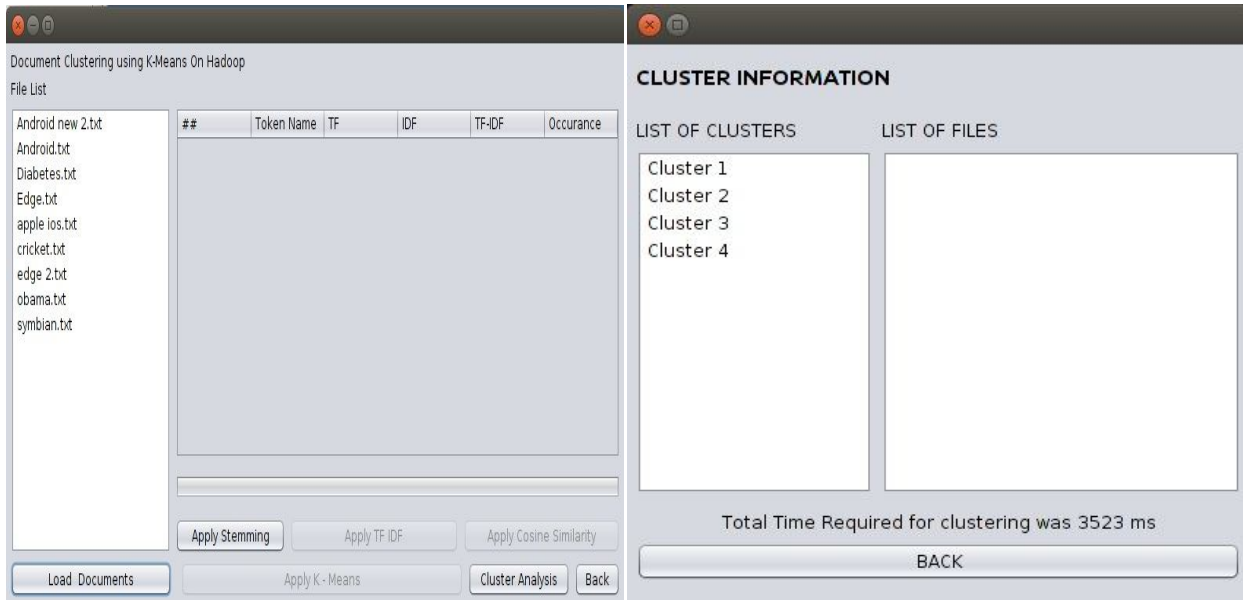 Document Clustering using K-Means On Hadoop
File List
Android new 2.txt
Android.txt
Diabetes.txt
Edge.txt
apple ios.txt
cricket.txt
edge 2.txt
obama.txt
symbian.txt
## Token Name TF IDF TF-IDF Occurance
Apply Stemming Apply TF IDF Apply Cosine Similarity
Load Documents Apply K - Means Cluster Analysis Back
CLUSTER INFORMATION
LIST OF CLUSTERS LIST OF FILES
Cluster 1
Cluster 2
Cluster 3
Cluster 4
Total Time Required for clustering was 3523 ms
BACK